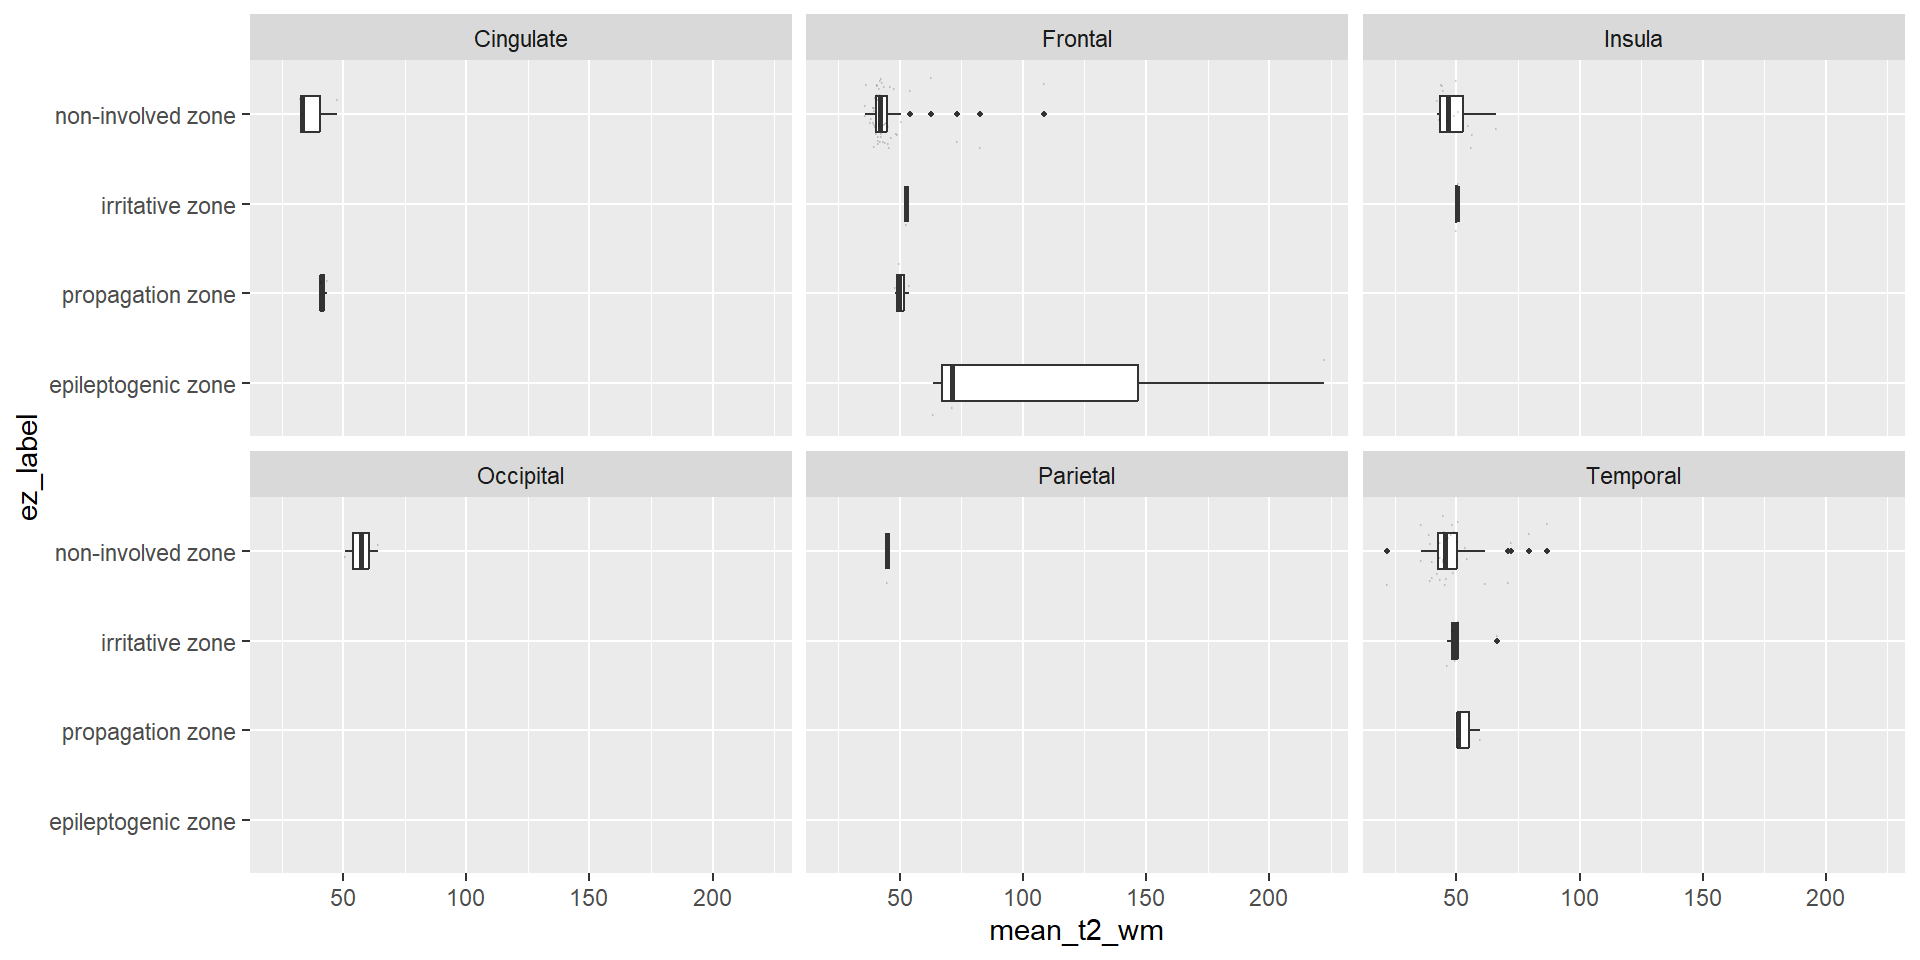 Cingulate Frontal Insula
non-involved zone
irritative zone
propagation zone
epileptogenic zone
ez_label
Occipital Parietal Temporal
non-involved zone
irritative zone
propagation zone
epileptogenic zone
50 100 150 200 50 100 150 200 50 100 150 200
mean_t2_wm